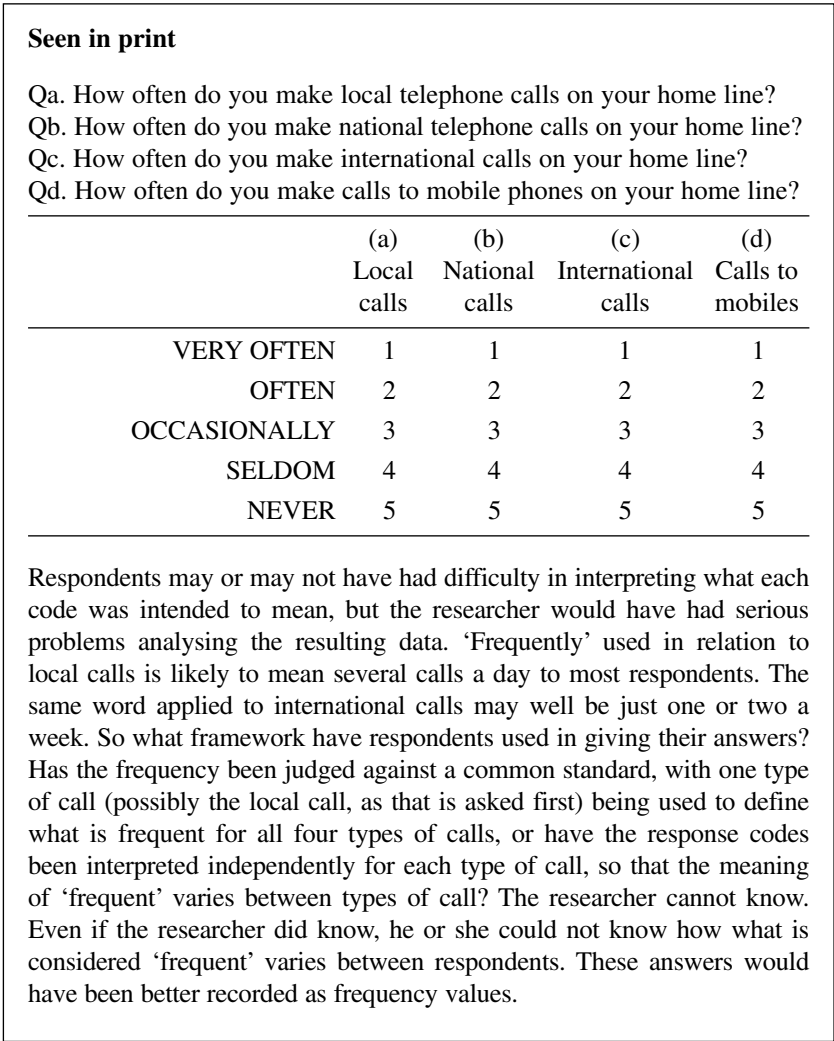 Seen in print
Qa. How often do you make local telephone calls on your home line?
Qb. How often do you make national telephone calls on your home line?
Qc. How often do you make international calls on your home line?
Qd. How often do you make calls to mobile phones on your home line?
(a) (b) (c) (d)
Local National International Calls to
calls calls calls mobiles
VERY OFTEN 1 1 1 1
OFTEN 2 2 2 2
OCCASIONALLY 3 3 3 3
SELDOM 4 4 4 4
NEVER 5 5 5 5
Respondents may or may not have had difficulty in interpreting what each
code was intended to mean, but the researcher would have had serious
problems analysing the resulting data. ‘Frequently’ used in relation to
local calls is likely to mean several calls a day to most respondents. The
same word applied to international calls may well be just one or two a
week. So what framework have respondents used in giving their answers?
Has the frequency been judged against a common standard, with one type
of call (possibly the local call, as that is asked first) being used to define
what is frequent for all four types of calls, or have the response codes
been interpreted independently for each type of call, so that the meaning
of ‘frequent’ varies between types of call? The researcher cannot know.
Even if the researcher did know, he or she could not know how what is
considered ‘frequent’ varies between respondents. These answers would
have been better recorded as frequency values.